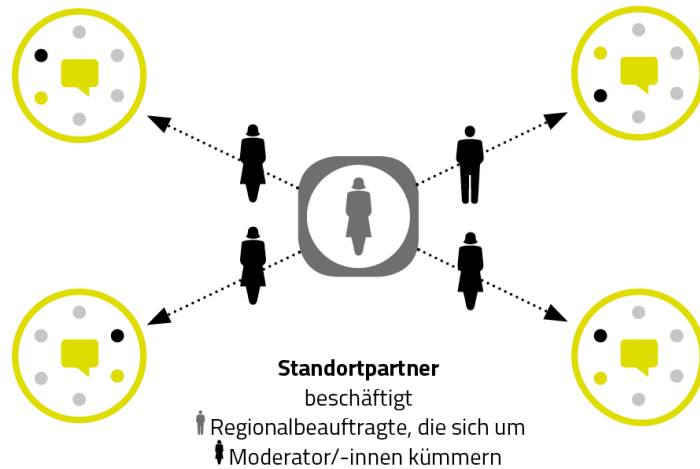 Standortpartner
beschäftigt
Regionalbeauftragte, die sich um
Moderator/-innen kümmern